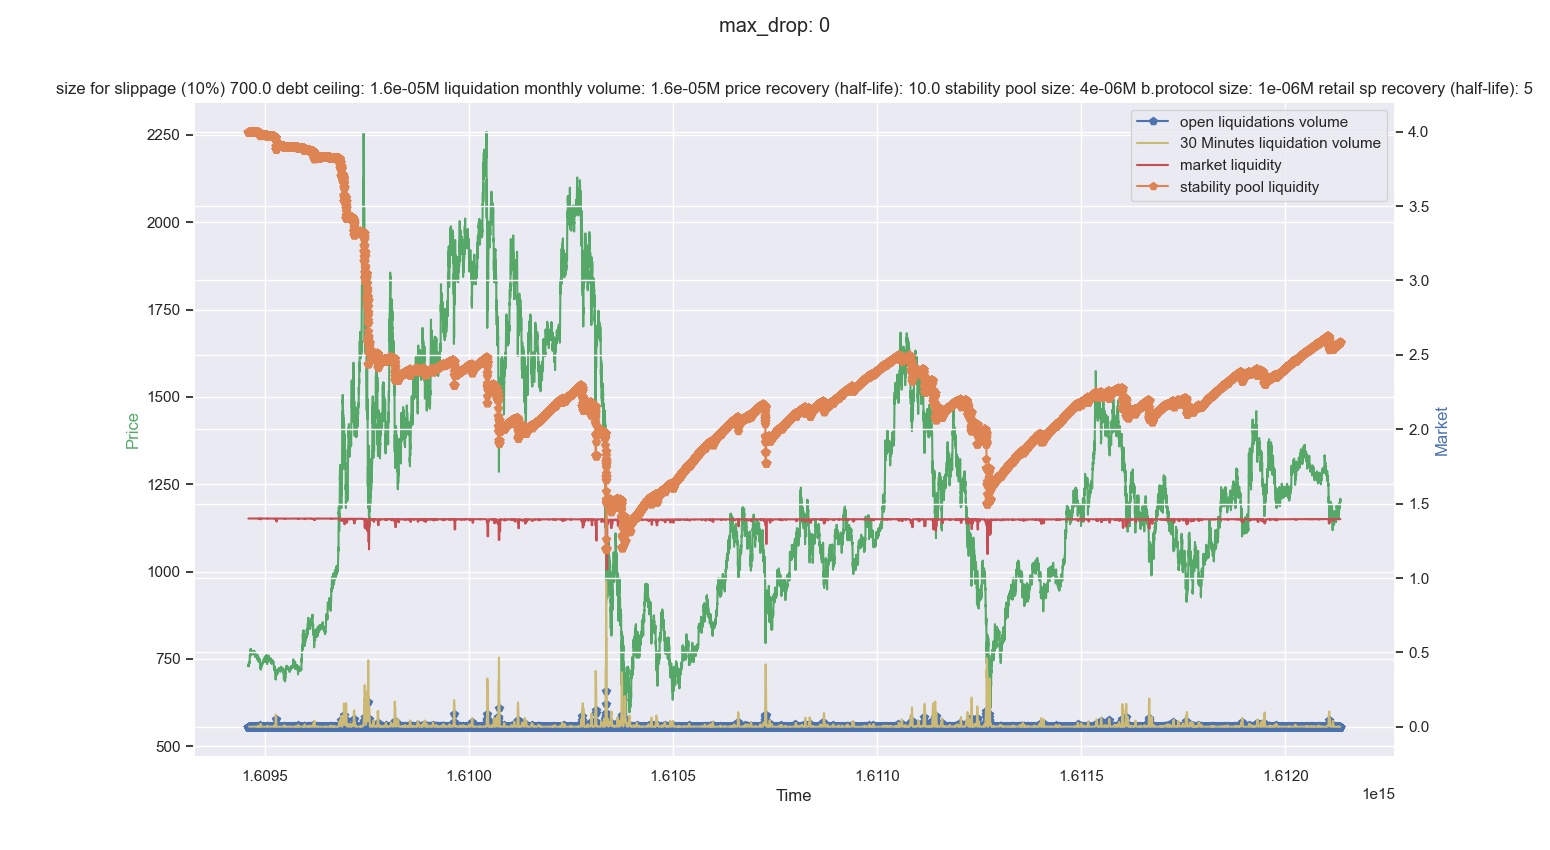 max_drop: 0
size for slippage (10%) 700.0 debt ceiling: 1.6e-05M liquidation monthly volume: 1.6e-05M price recovery (half-life): 10.0 stability pool size: 4e-06M b.protocol size: 1e-06M retail sp recovery (half-life): 5
open liquidations volume
30 Minutes liquidation volume
market liquidity
stability pool liquidity
2250
2000
1750
1500
1250
1000
750
500
Price
4.0
3.5
3.0
2.5
2.0
1.5
1.0
0.5
0.0
Market
1.6095
1.6100
1.6105
1.6110
1.6115
1.6120
Time
1e15